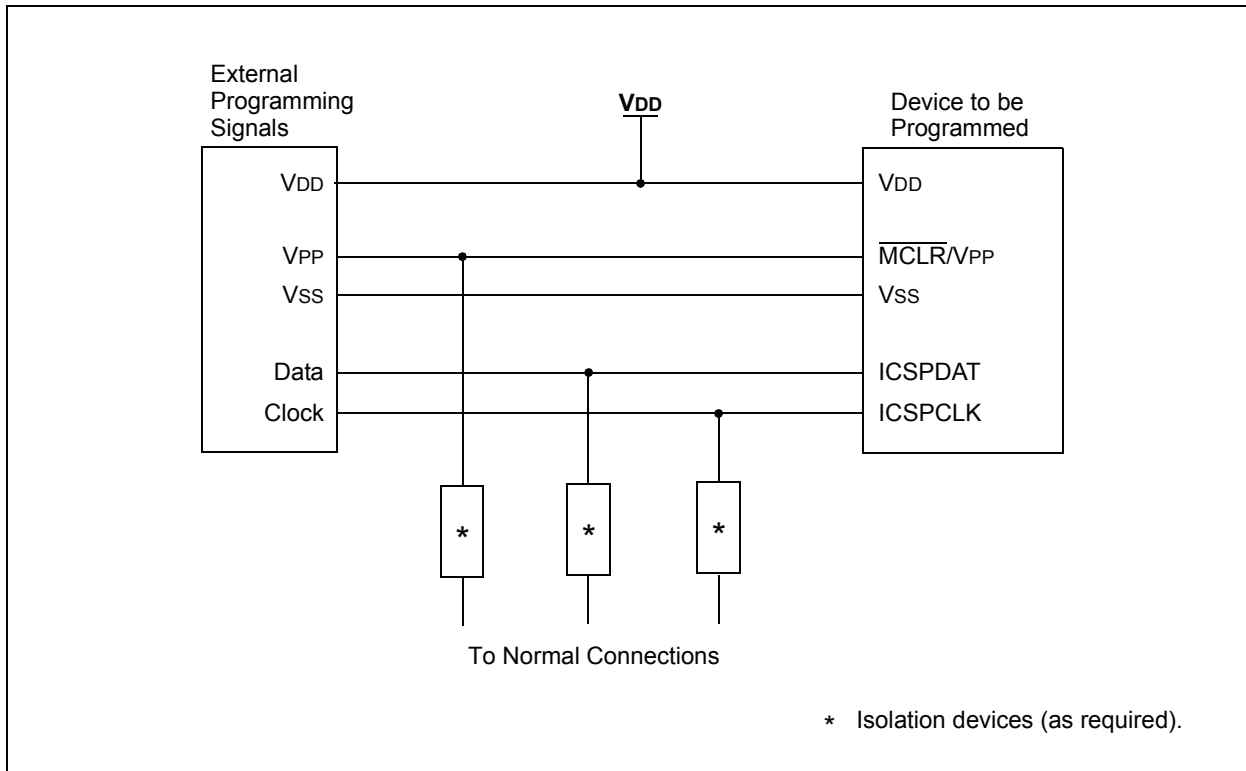 External
Programming
Signals
VDD
Device to be
Programmed
VDD
VDD
VPP
MCLR/VPP
VSS
VSS
Data
ICSPDAT
Clock
ICSPCLK
*
*
*
To Normal Connections
* Isolation devices (as required).